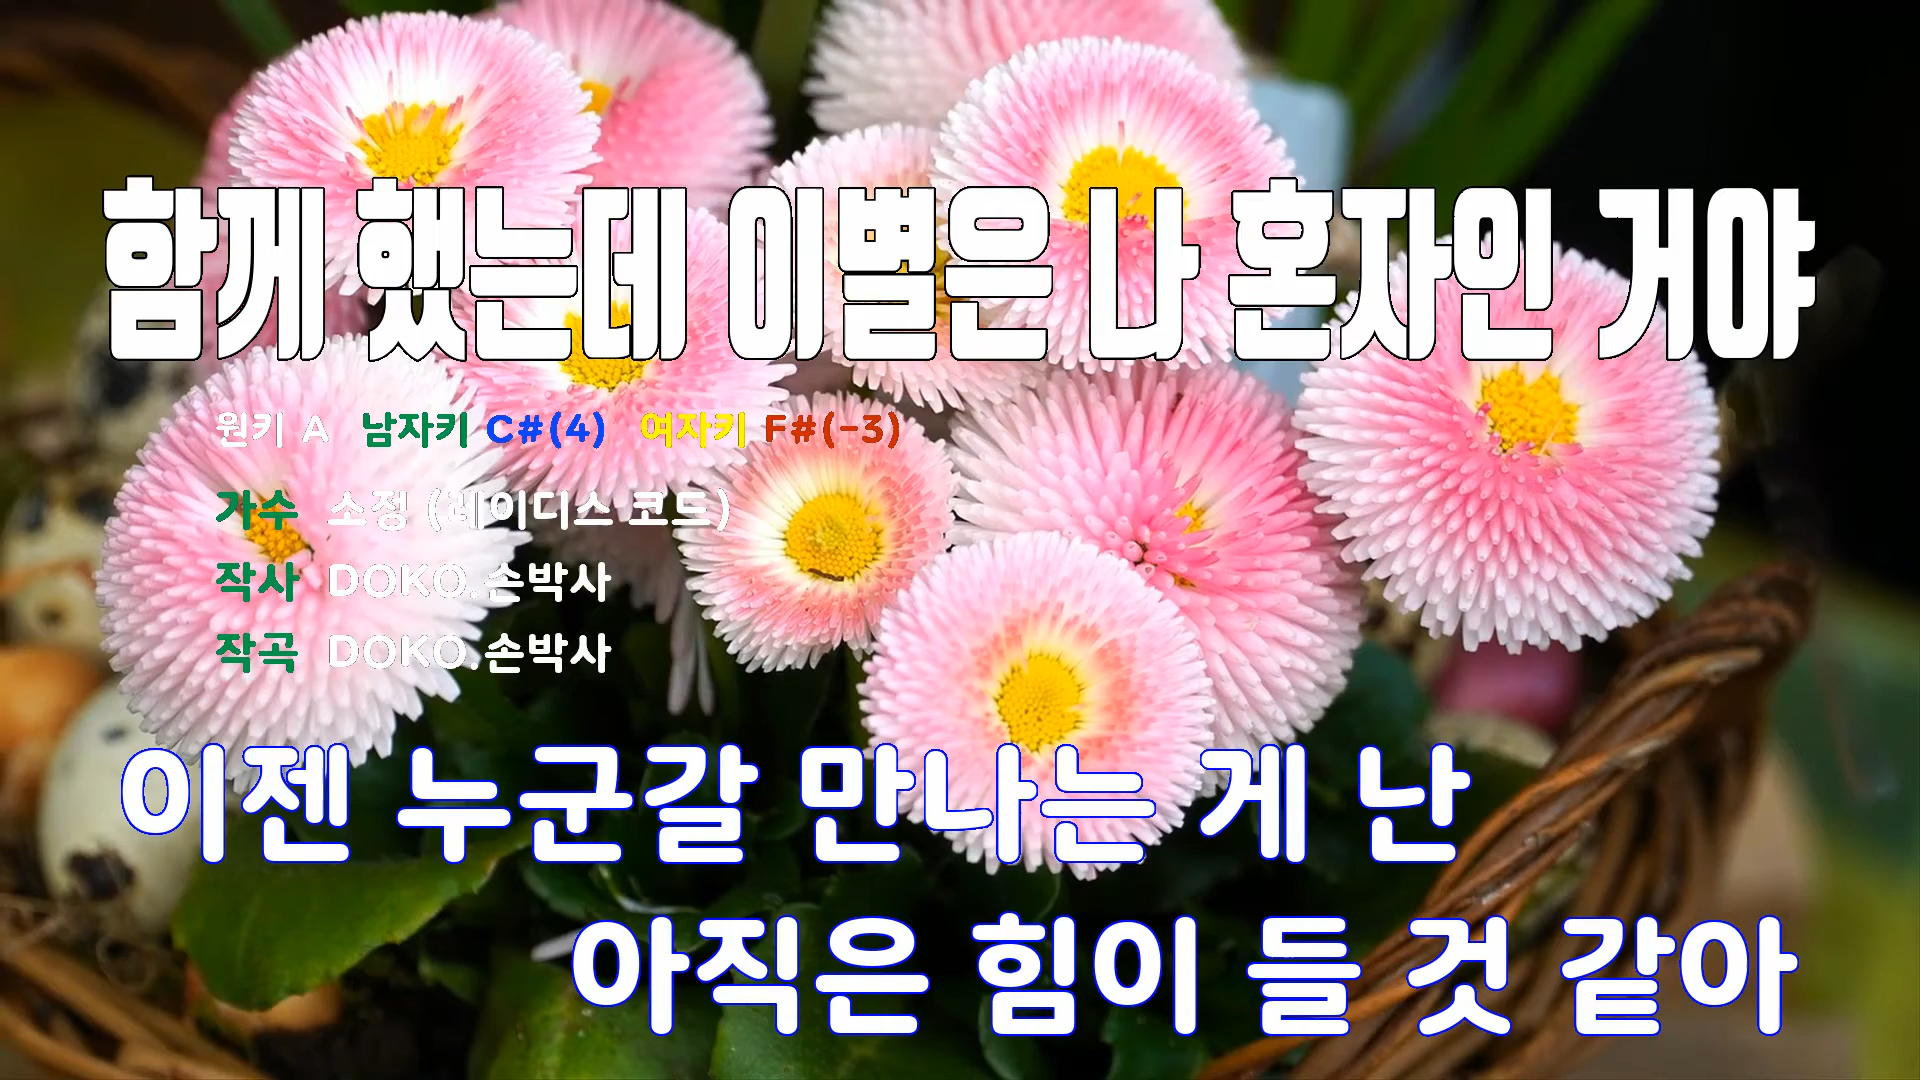 함께 했는데 이별은 나 혼자인 거야
원키 A 남자키 C#(4) 여자키 F#(-3)
가수 소정 (레이디스 코드)
작사 DOKO.손박사
작곡 DOKO.손박사
이젠 누군갈 만나는 게 난
아직은 힘이 들 것 같아